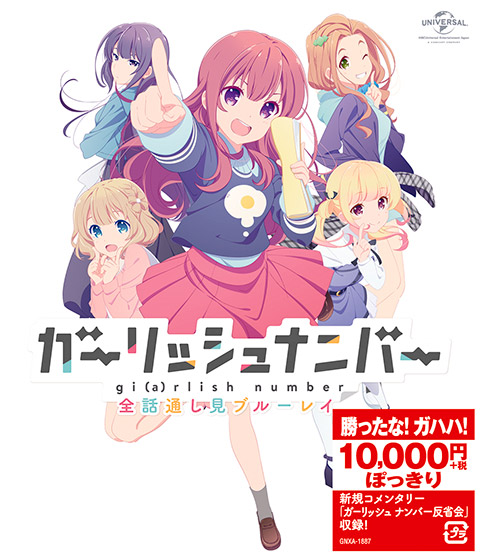 UNIVERSAL
ガーリッシュナンバー
gi(a)rlish number
全話通し見ブルーレイ
勝ったな！ガハハ！
10,000円+税
ぽっきり
新規コメンタリー
「ガーリッシュ ナンバー反省会」
収録！
GNXA-1887